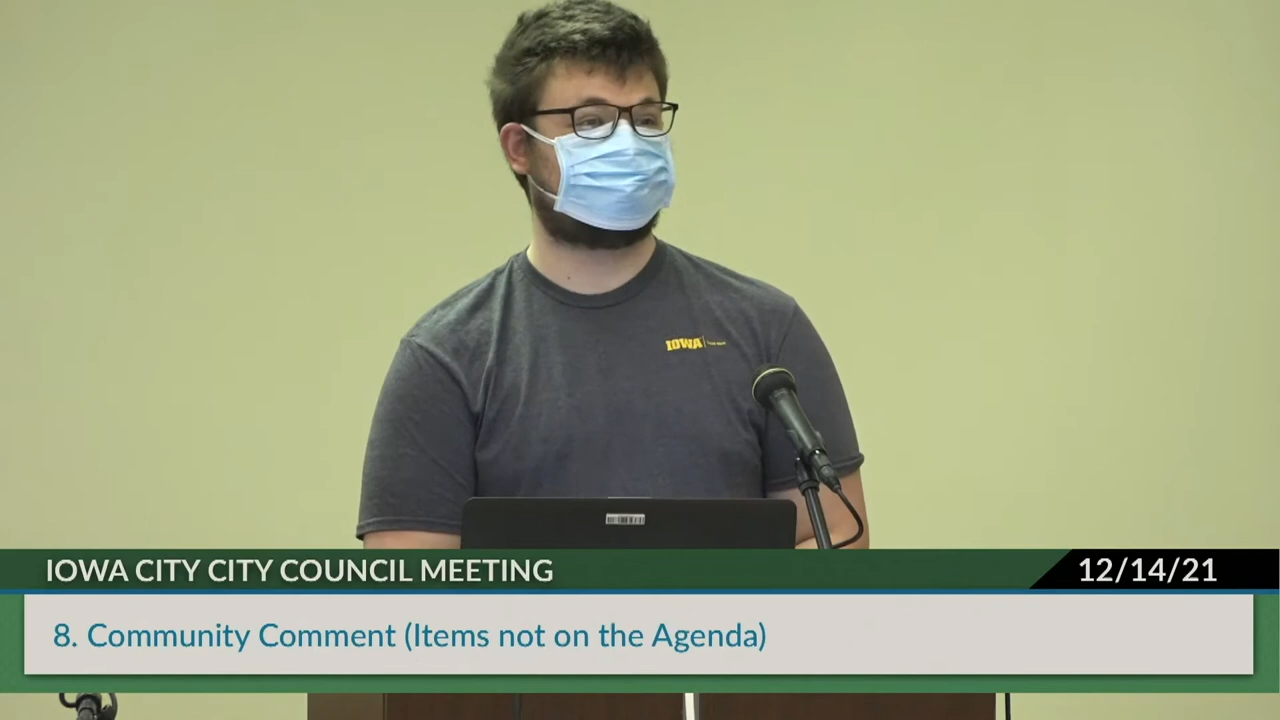 IOWA
IOWA CITY CITY COUNCIL MEETING
12/14/21
8. Community Comment (Items not on the Agenda)